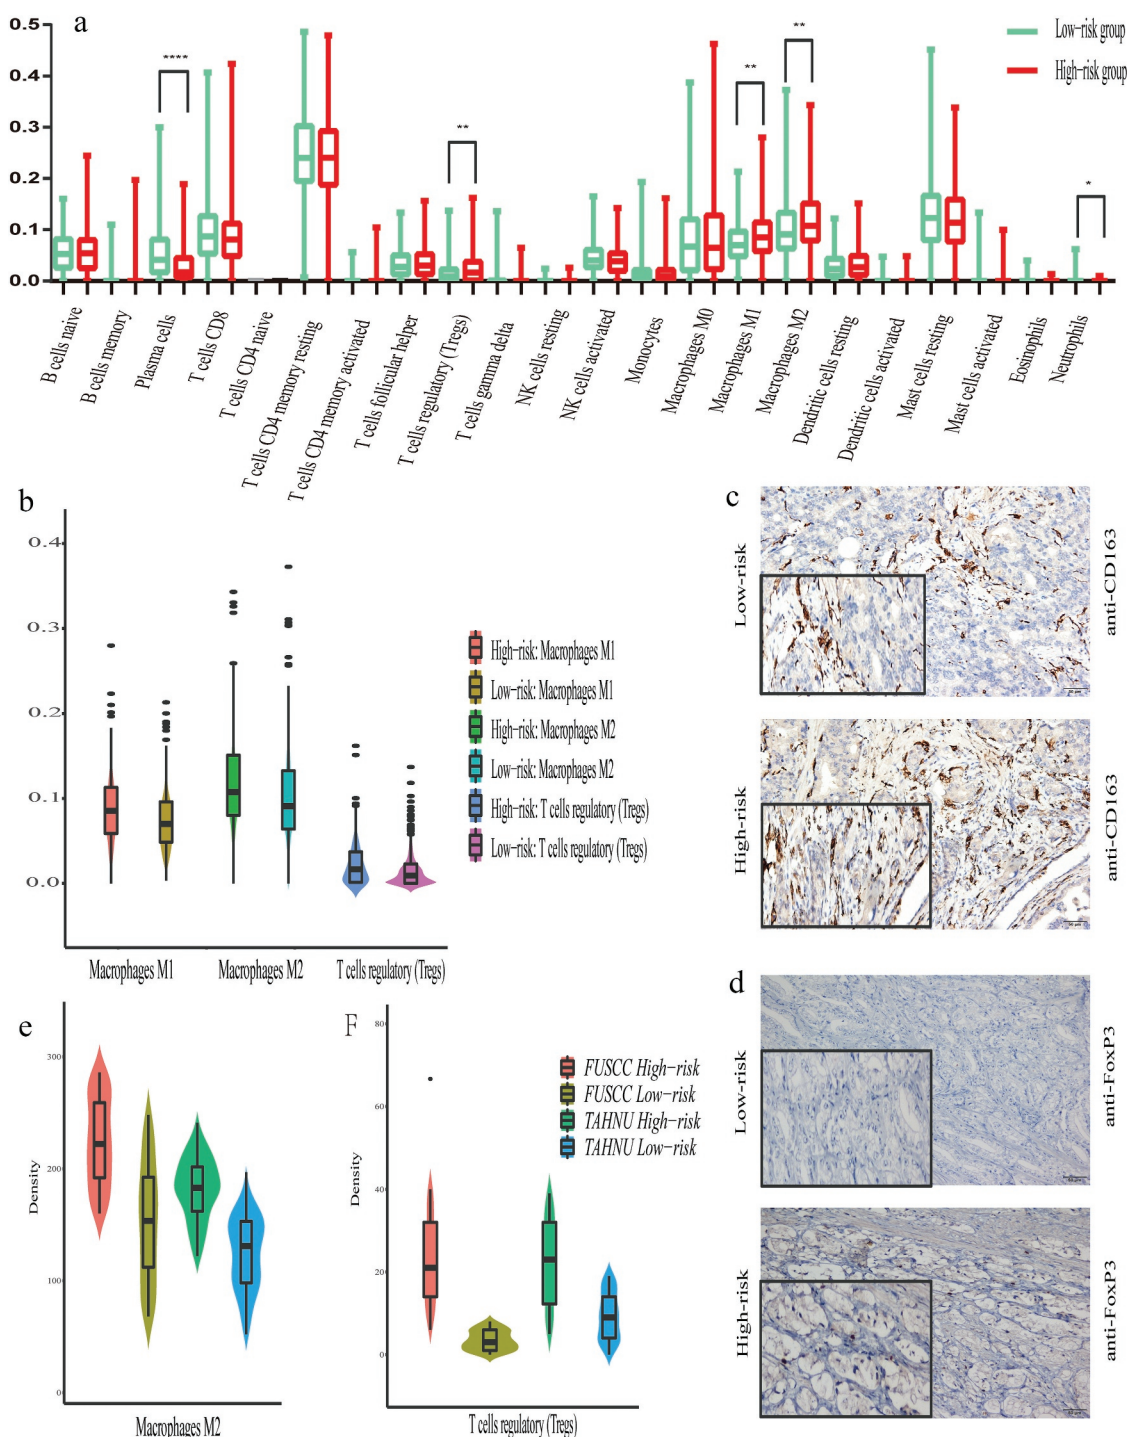 a
0.5
0.4
0.3
0.2
0.1
0.0
****
**
**
**
*
Low-risk group
High-risk group
B cells naive
B cells memory
Plasma cells
T cells CD8
T cells CD4 naive
T cells CD4 memory resting
T cells CD4 memory activated
T cells follicular helper
T cells regulatory (Tregs)
T cells gamma delta
NK cells resting
NK cells activated
Monocytes
Macrophages M0
Macrophages M1
Macrophages M2
Dendritic cells resting
Dendritic cells activated
Mast cells resting
Mast cells activated
Eosinophils
Neutrophils
b
0.4
0.3
0.2
0.1
0.0
Macrophages M1
Macrophages M2
T cells regulatory (Tregs)
High-risk: Macrophages M1
Low-risk: Macrophages M1
High-risk: Macrophages M2
Low-risk: Macrophages M2
High-risk: T cells regulatory (Tregs)
Low-risk: T cells regulatory (Tregs)
c
Low-risk
anti-CD163
High-risk
anti-CD163
d
Low-risk
anti-FoxP3
High-risk
anti-FoxP3
e
Density
300
200
100
0
Macrophages M2
F
Density
80
60
40
20
0
T cells regulatory (Tregs)
FUSCC High-risk
FUSCC Low-risk
TAHNU High-risk
TAHNU Low-risk